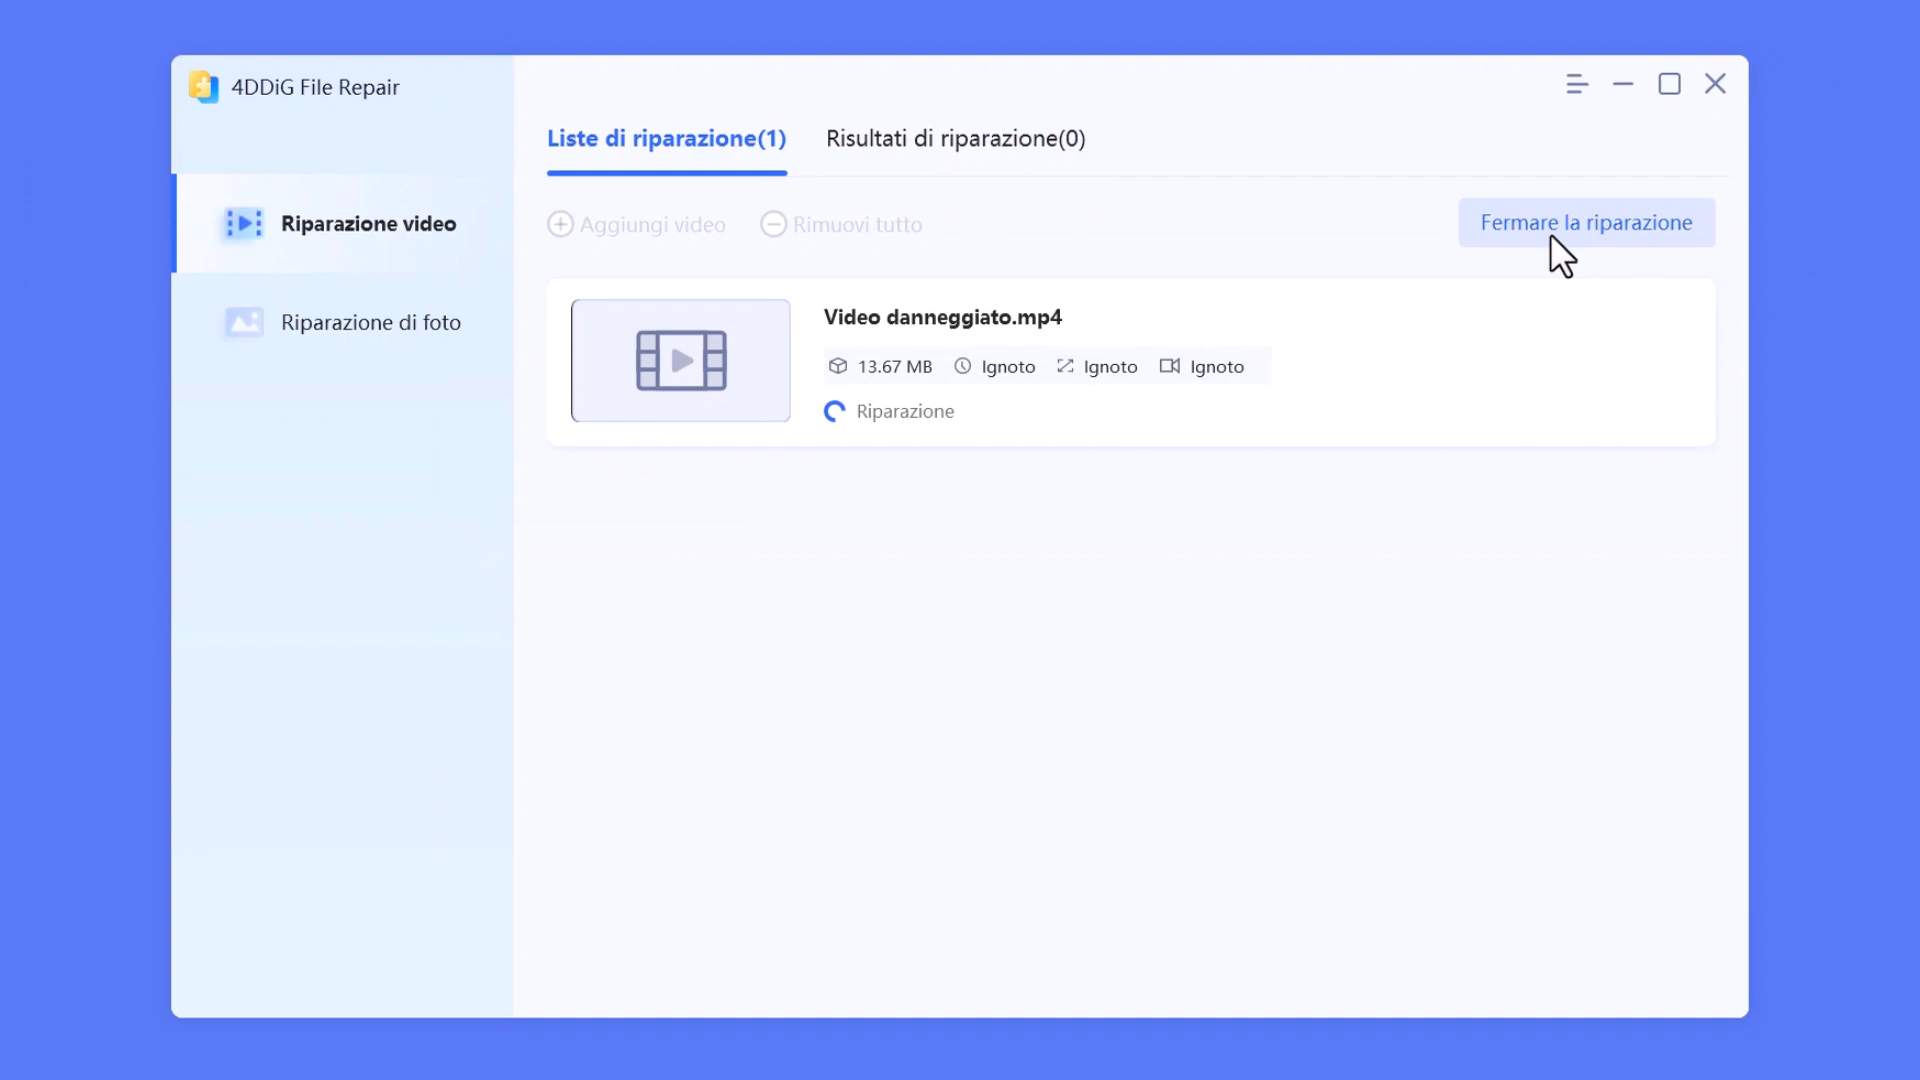 4DDiG File Repair
Liste di riparazione(1)
Risultati di riparazione(0)
Riparazione video
Aggiungi video
Rimuovi tutto
Fermare la riparazione
Riparazione di foto
Video danneggiato.mp4
13.67 MB Ignoto Ignoto Ignoto
Riparazione